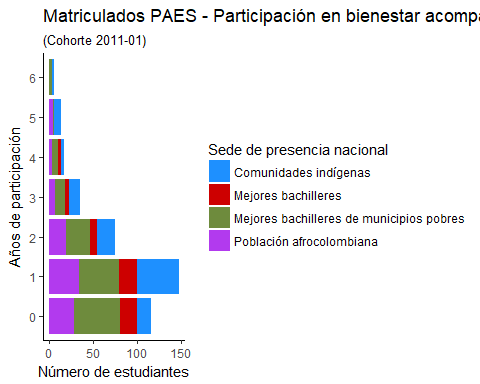 Matriculados PAES - Participación en bienestar
(Cohorte 2011-01)
Años de participación
6
5
4
3
2
1
0
0 50 100 150
Número de estudiantes
Sede de presencia nacional
Comunidades indígenas
Mejores bachilleres
Mejores bachilleres de municipios pobres
Población afrocolombiana